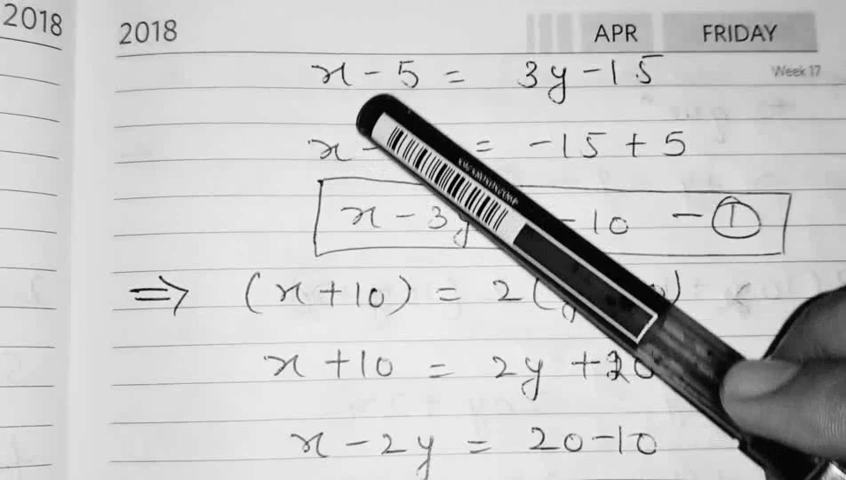 2018
2018 APR FRIDAY
Week 17
x - 5 = 3y - 15
x - = -15 + 5
x - 3y -10 - ①
⇒ (x + 10) = 2(y )
x + 10 = 2y + 20
x - 2y = 20 - 10